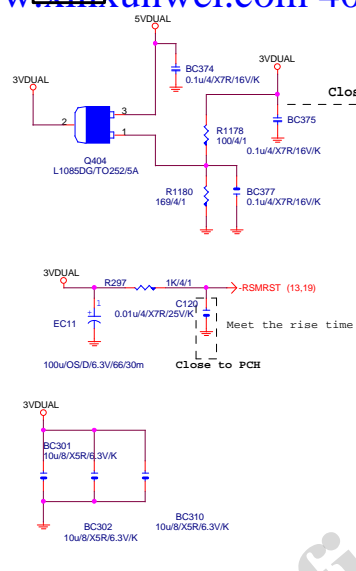 5VDUAL
BC374
0.1u/4/X7R/16V/K
3VDUAL
3VDUAL
Clos
3
2
1
BC375
0.1u/4/X7R/16V/K
R1178
100/4/1
Q404
L1085DG/TO252/5A
R1180
169/4/1
BC377
0.1u/4/X7R/16V/K
3VDUAL
R297
1K/4/1
-RSMRST (13,19)
1
C120
0.01u/4/X7R/25V/K
EC11
Meet the rise time
100u/OS/D/6.3V/66/30m
Close to PCH
3VDUAL
BC301
10u/8/X5R/6.3V/K
BC310
10u/8/X5R/6.3V/K
BC302
10u/8/X5R/6.3V/K